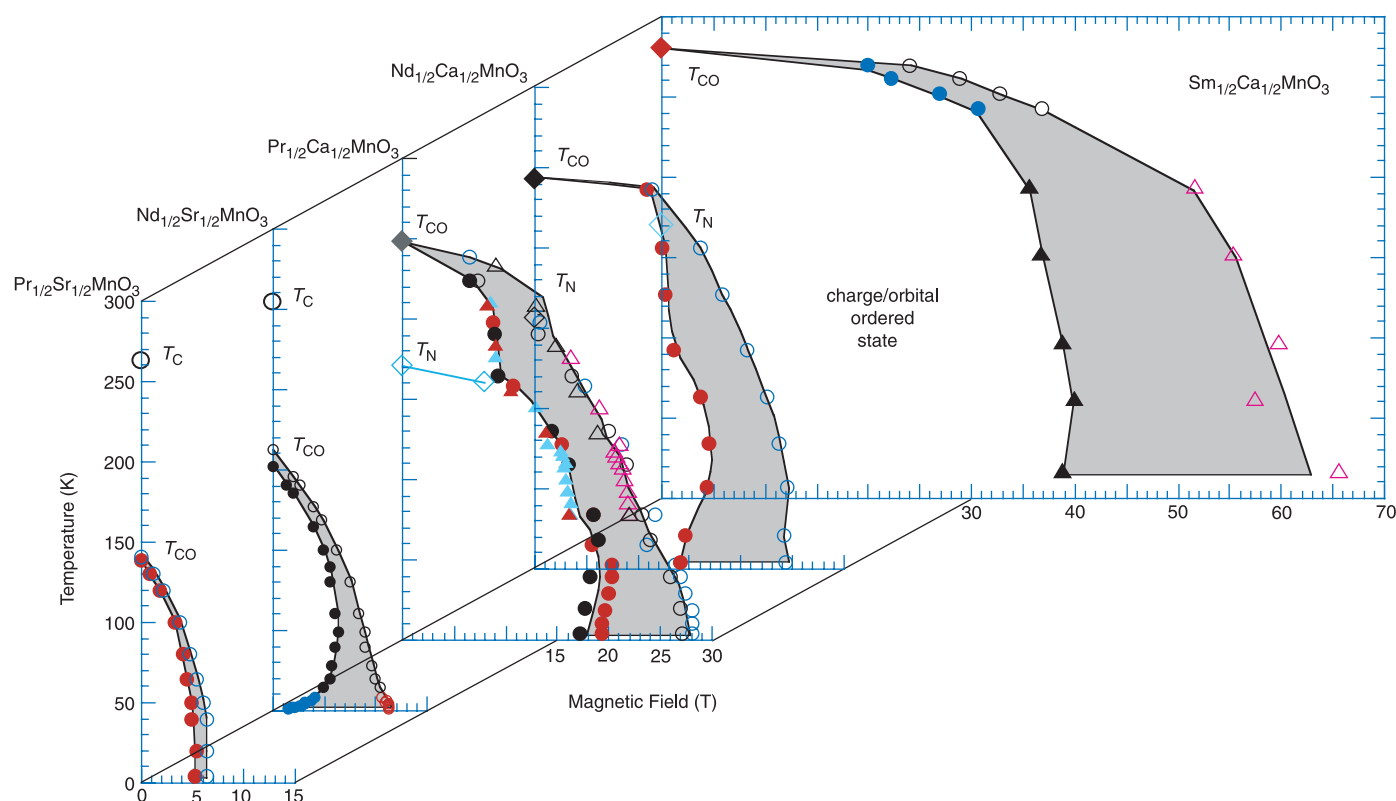 Nd1/2Ca1/2MnO3
Sm1/2Ca1/2MnO3
TCO
Pr1/2Ca1/2MnO3
TCO
Nd1/2Sr1/2MnO3
TCO
TN
Pr1/2Sr1/2MnO3
TN
TC
TC
TN
charge/orbital
ordered
state
TCO
TCO
Temperature (K)
300
250
200
150
100
50
0
0
5
10
15
15
20
25
30
30
40
50
60
70
Magnetic Field (T)